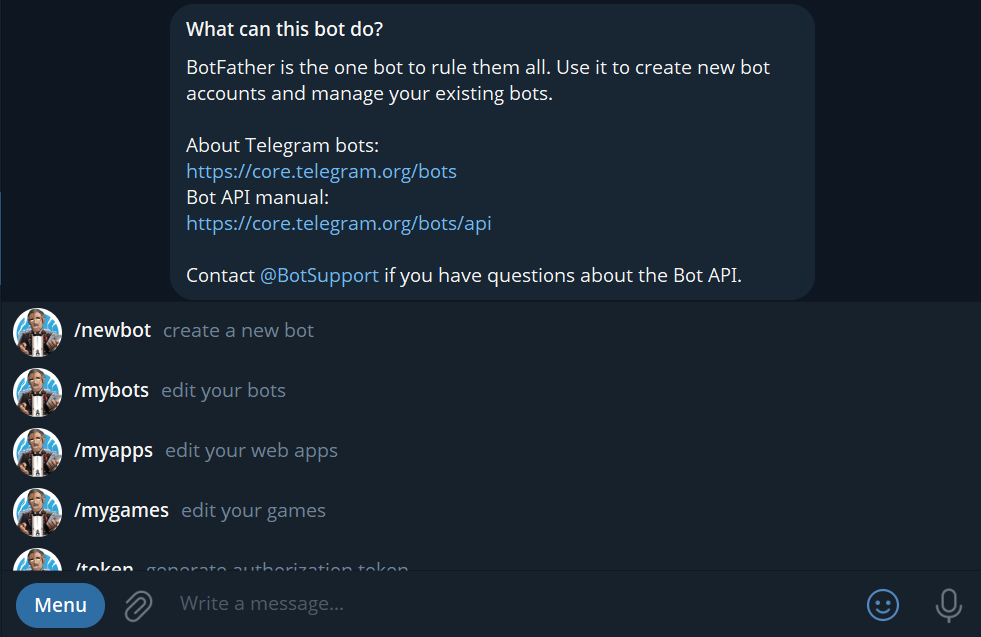 What can this bot do?
BotFather is the one bot to rule them all. Use it to create new bot
accounts and manage your existing bots.
About Telegram bots:
https://core.telegram.org/bots
Bot API manual:
https://core.telegram.org/bots/api
Contact @BotSupport if you have questions about the Bot API.
/newbot create a new bot
/mybots edit your bots
/myapps edit your web apps
/mygames edit your games
/token generate authorization token
Menu Write a message...